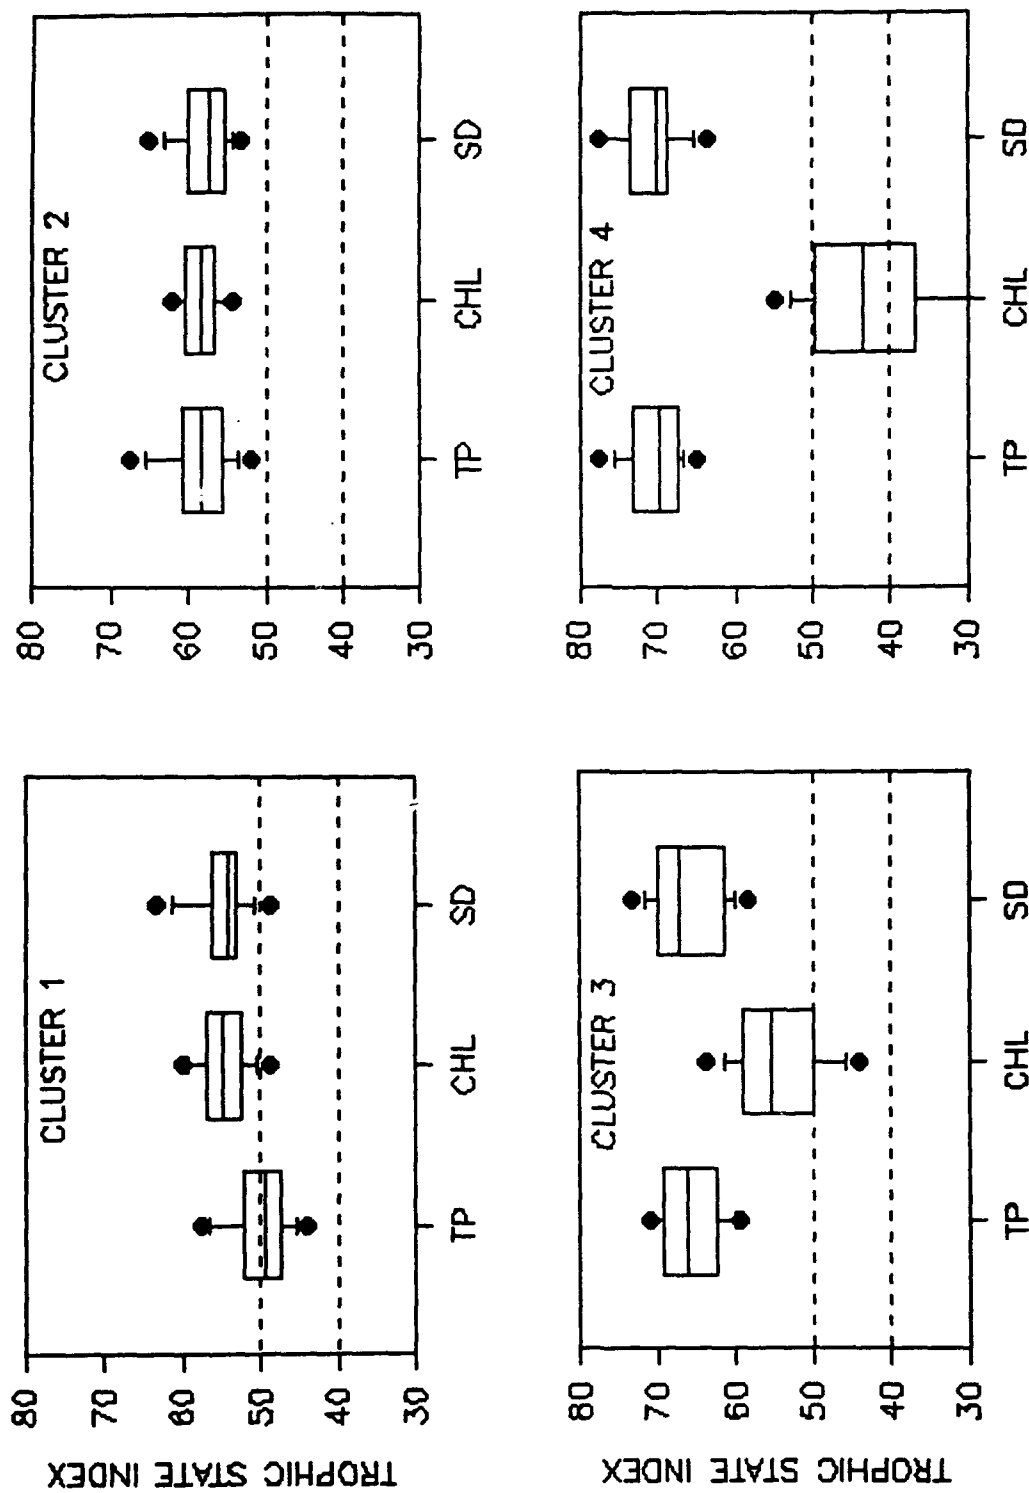 CLUSTER 1
80
70
60
50
40
30
TROPHIC STATE INDEX
TP
CHL
SD
CLUSTER 2
80
70
60
50
40
30
TP
CHL
SD
CLUSTER 3
80
70
60
50
40
30
TROPHIC STATE INDEX
TP
CHL
SD
CLUSTER 4
80
70
60
50
40
30
TP
CHL
SD